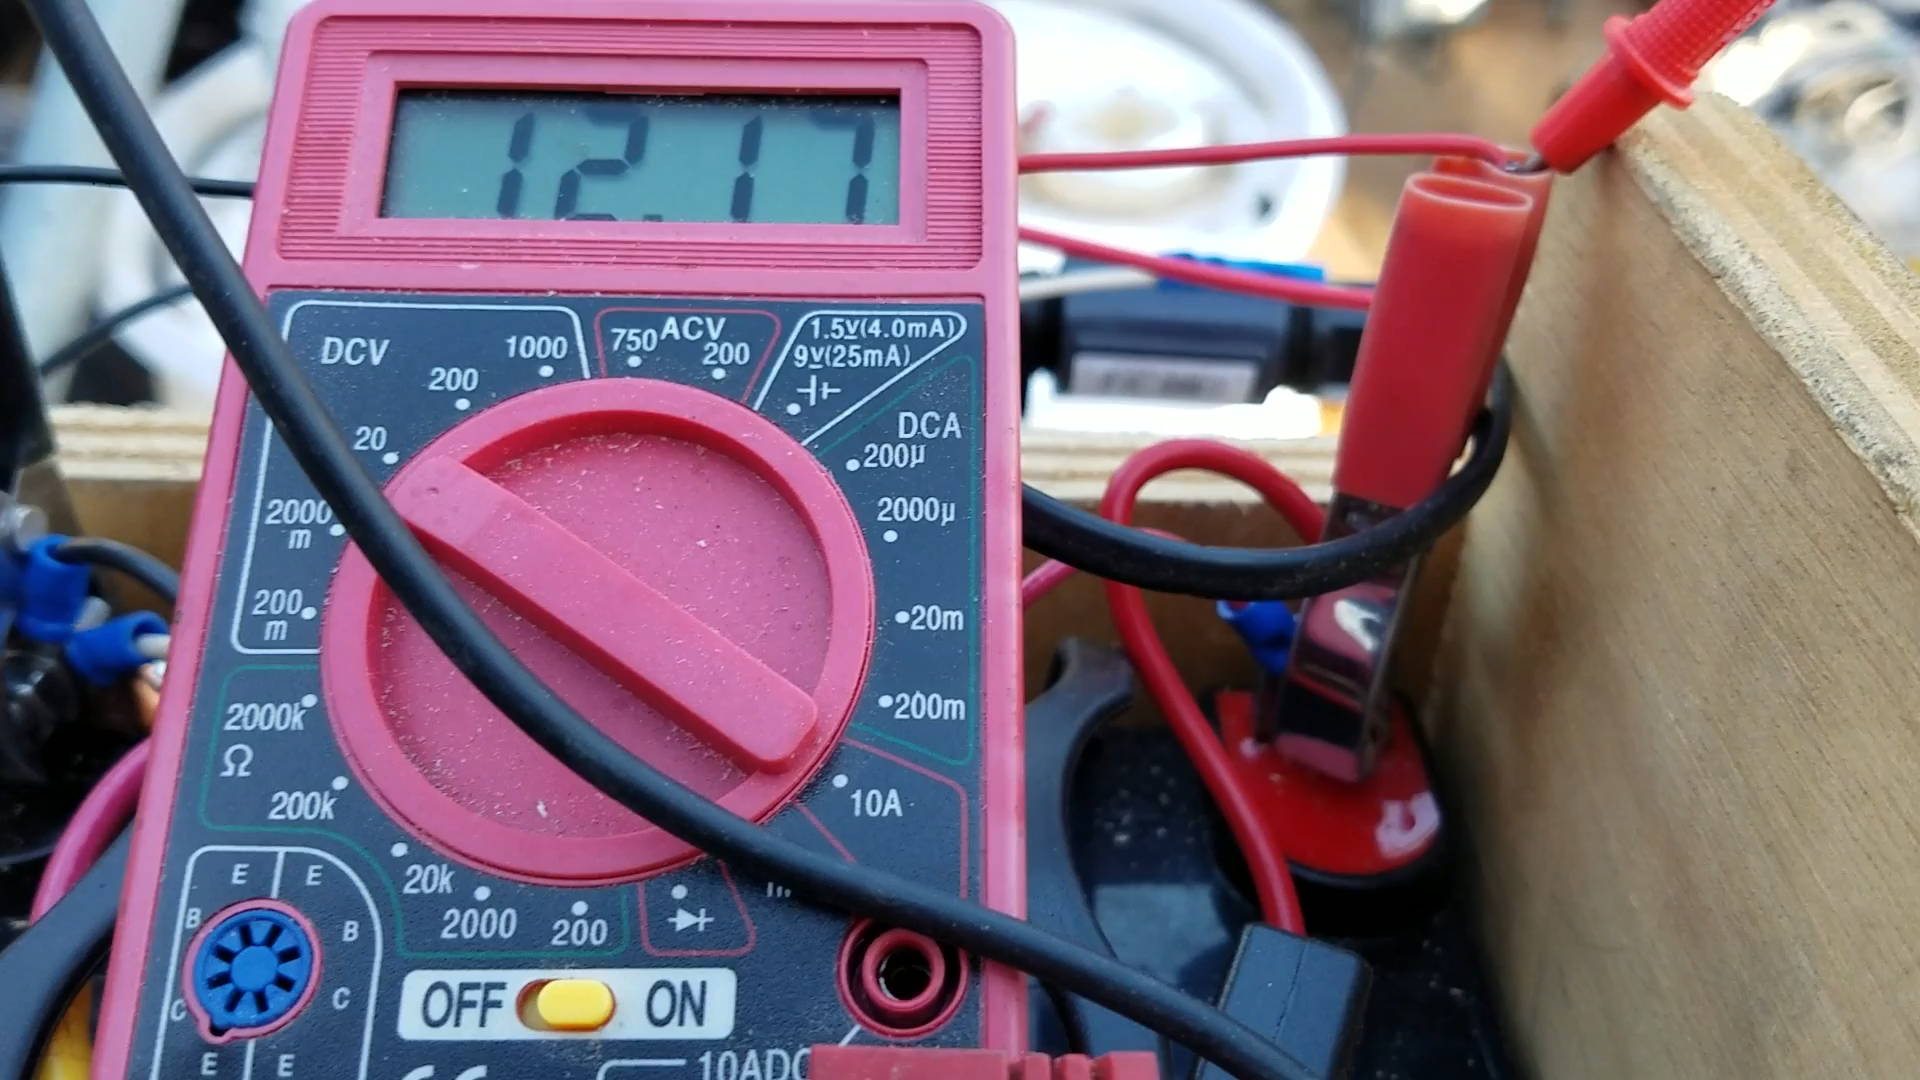 12.17
DCV
1000
200
20
2000
m
200
m
750 ACV
200
1.5v(4.0mA)
9v(25mA)
DCA
200µ
2000µ
20m
200m
10A
2000k
Ω
200k
20k
2000
200
E E
B B
C C
E E
OFF ON
10ADC